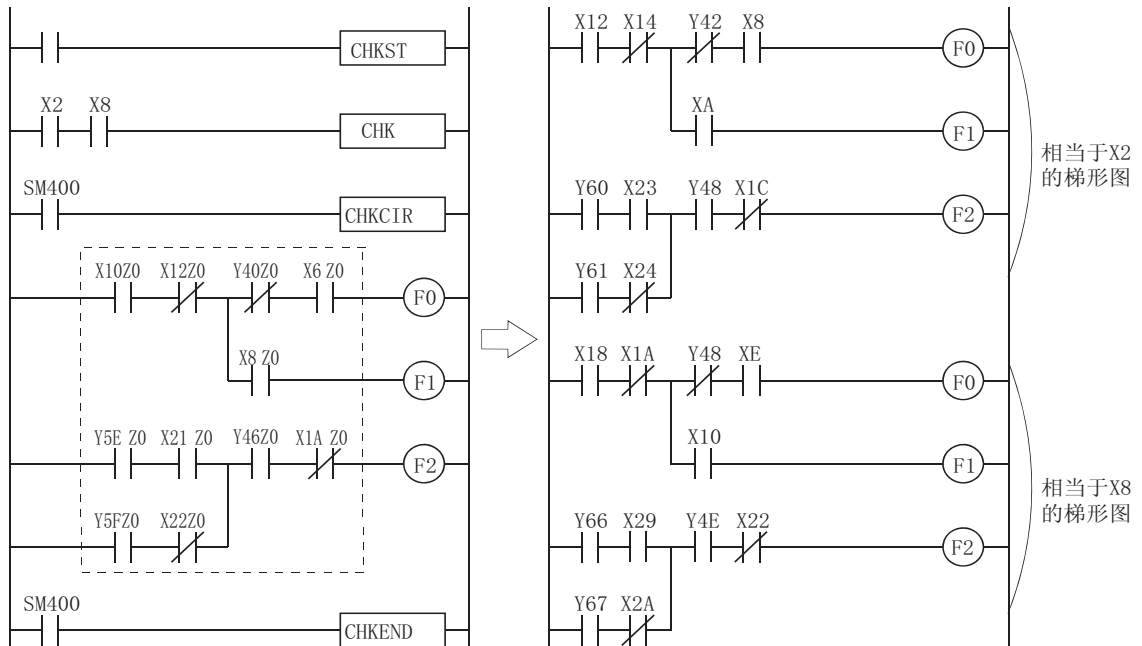 CHKST
X2 X8
CHK
SM400
CHKCIR
X10Z0 X12Z0 Y40Z0 X6 Z0
F0
X8 Z0
F1
Y5E Z0 X21 Z0 Y46Z0 X1A Z0
F2
Y5FZ0 X22Z0
SM400
CHKEND
X12 X14 Y42 X8
F0
XA
F1
Y60 X23 Y48 X1C
F2
Y61 X24
X18 X1A Y48 XE
F0
X10
F1
Y66 X29 Y4E X22
F2
Y67 X2A
相当于X2
的梯形图
相当于X8
的梯形图